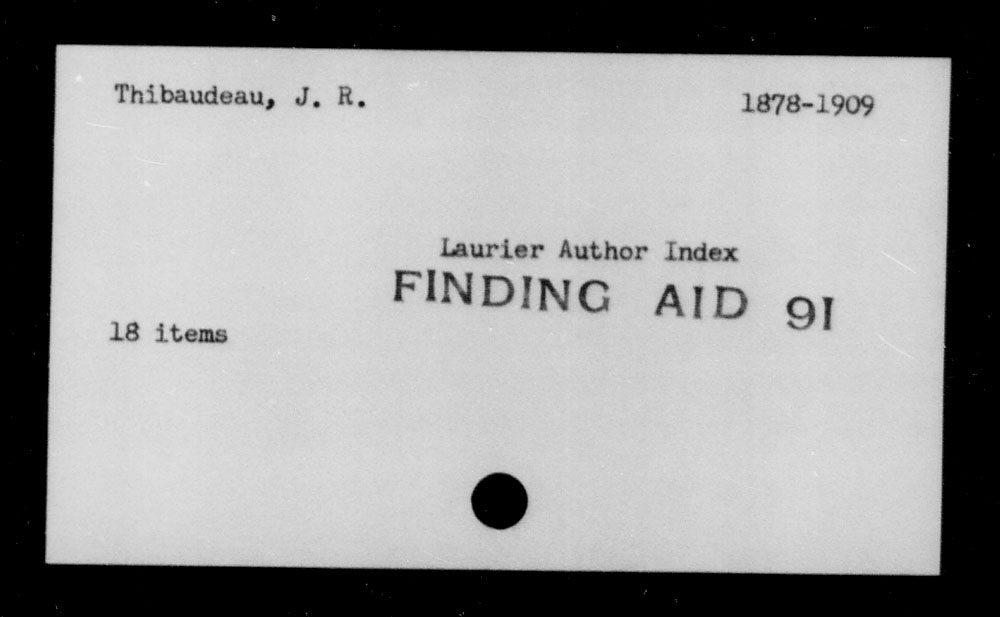 Thibaudeau, J. R.
1878-1909
Laurier Author Index
FINDING AID 91
18 items